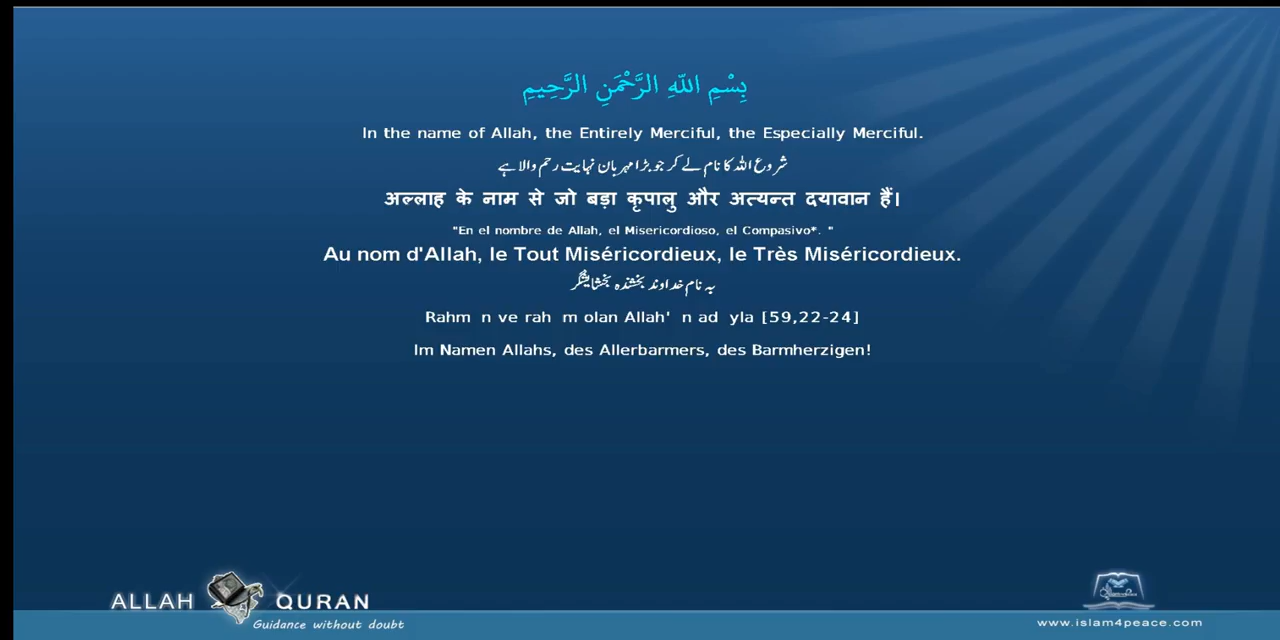 بِسْمِ اللَّهِ الرَّحْمَنِ الرَّحِيمِ
In the name of Allah, the Entirely Merciful, the Especially Merciful.
شروع الله کا نام لے کر جو بڑا مہربان نہایت رحم والا ہے
अल्लाह के नाम से जो बड़ा कृपालु और अत्यन्त दयावान हैं।
"En el nombre de Allah, el Misericordioso, el Compasivo*. "
Au nom d'Allah, le Tout Miséricordieux, le Très Miséricordieux.
به نام خداوند بخشنده بخشایشگر
Rahm n ve rah m olan Allah' n ad yla [59,22-24]
Im Namen Allahs, des Allerbarmers, des Barmherzigen!
ALLAH QURAN
Guidance without doubt
www.islam4peace.com